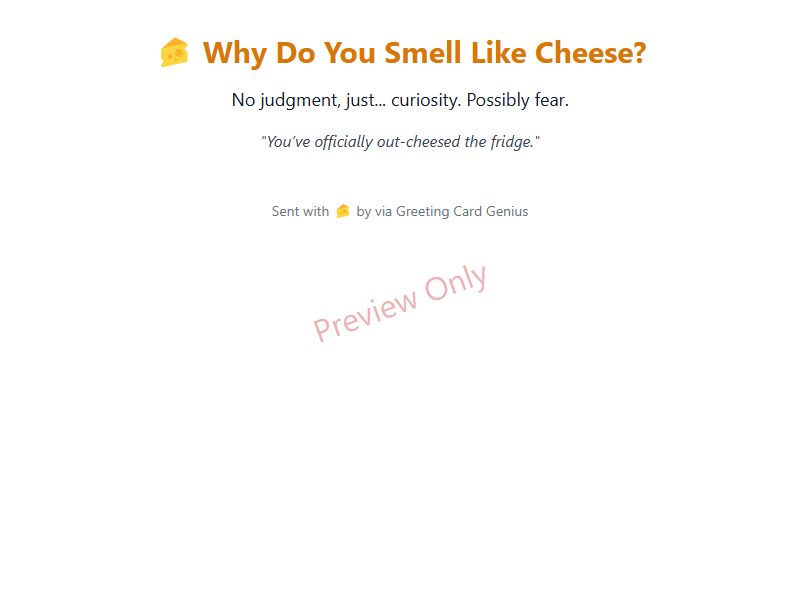 🧀 Why Do You Smell Like Cheese?
No judgment, just... curiosity. Possibly fear.
"You've officially out-cheesed the fridge."
Sent with 🧀 by via Greeting Card Genius
Preview Only